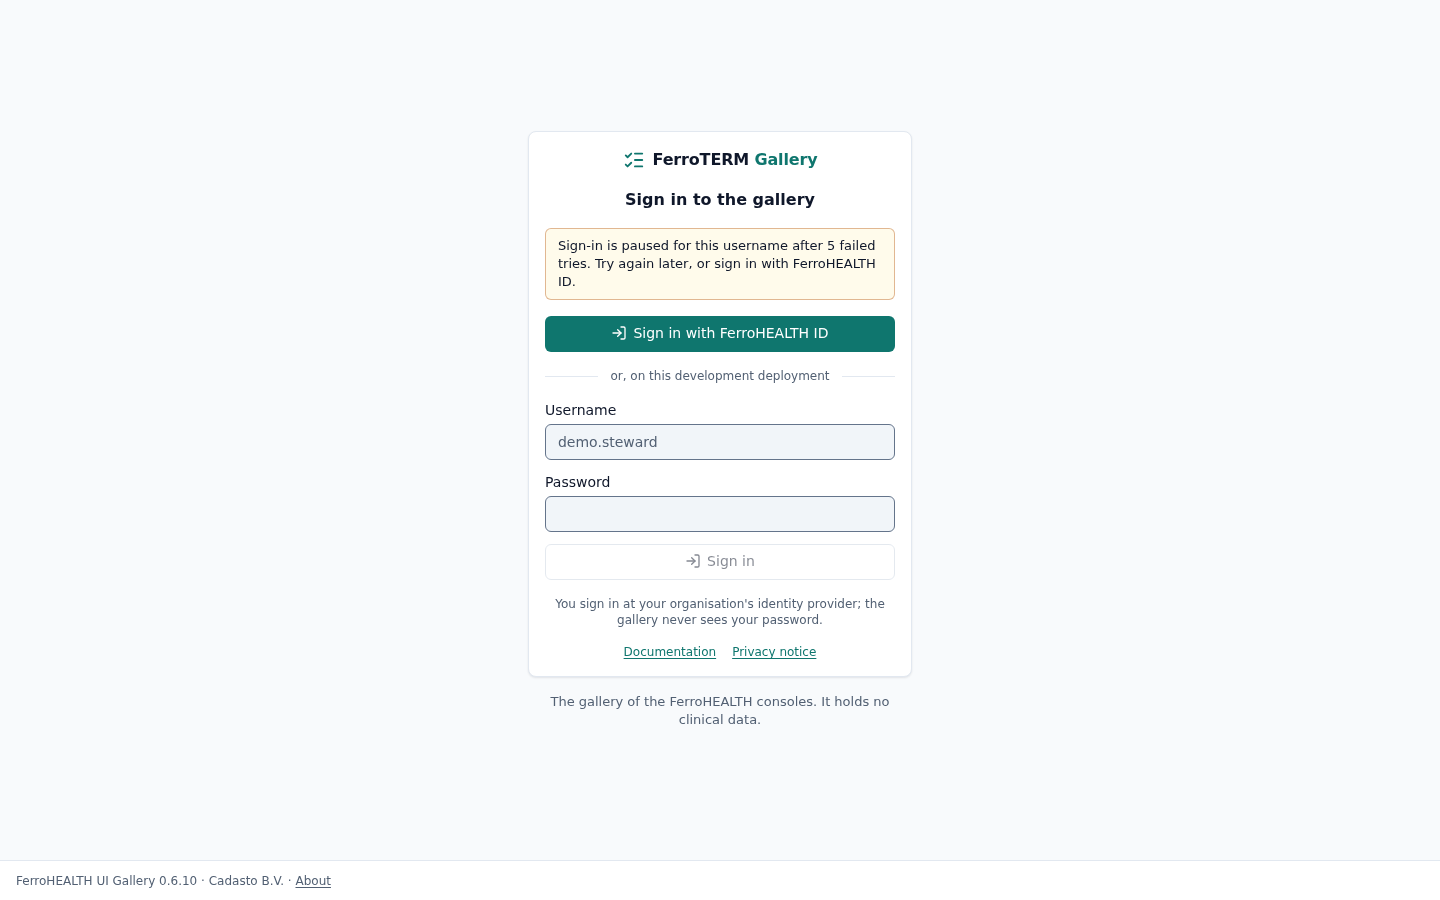 FerroTERM Gallery
Sign in to the gallery
Sign-in is paused for this username after 5 failed
tries. Try again later, or sign in with FerroHEALTH
ID.
Sign in with FerroHEALTH ID
or, on this development deployment
Username
demo.steward
Password
Sign in
You sign in at your organisation's identity provider; the
gallery never sees your password.
Documentation Privacy notice
The gallery of the FerroHEALTH consoles. It holds no
clinical data.
FerroHEALTH UI Gallery 0.6.10 · Cadasto B.V. · About